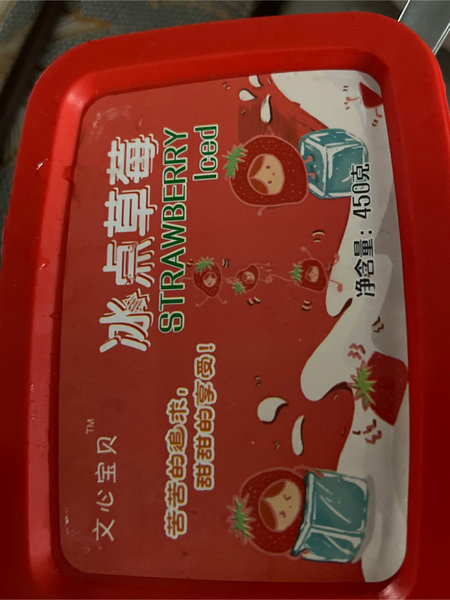 文心宝贝™
冰点草莓
STRAWBERRY
Iced
苦苦的追求，
甜甜的享受！
净含量：450克